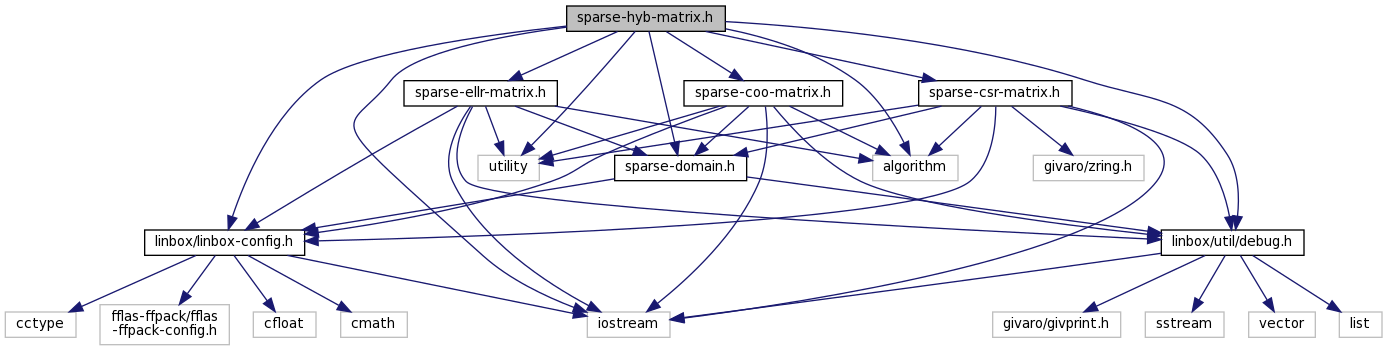 sparse-hyb-matrix.h
sparse-ellr-matrix.h
sparse-coo-matrix.h
sparse-csr-matrix.h
utility
sparse-domain.h
algorithm
givaro/zring.h
linbox/linbox-config.h
linbox/util/debug.h
cctype
fflas-ffpack/fflas
-ffpack-config.h
cfloat
cmath
iostream
givaro/givprint.h
sstream
vector
list